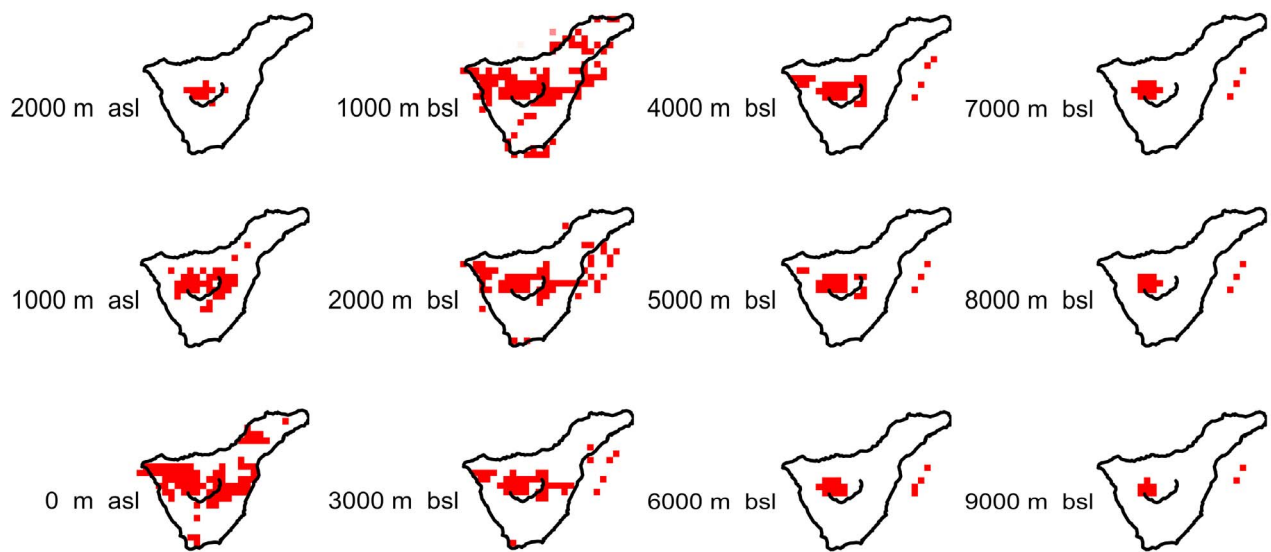 2000 m asl
1000 m bsl
4000 m bsl
7000 m bsl
1000 m asl
2000 m bsl
5000 m bsl
8000 m bsl
0 m asl
3000 m bsl
6000 m bsl
9000 m bsl